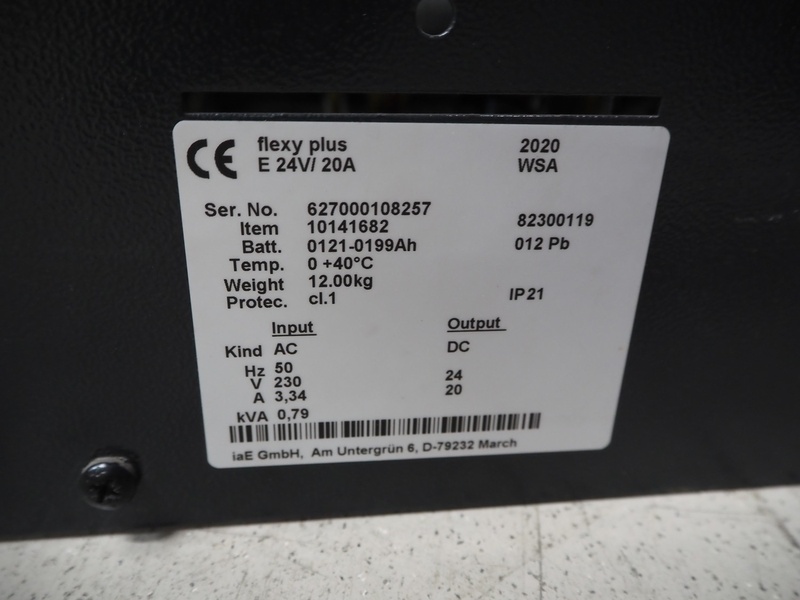 CE flexy plus 2020
E 24V/ 20A WSA
Ser. No. 627000108257
Item 10141682 82300119
Batt. 0121-0199Ah 012 Pb
Temp. 0 +40°C
Weight 12.00kg
Protec. cl.1 IP21
Input Output
Kind AC DC
Hz 50
V 230 24
A 3,34 20
kVA 0,79
iaE GmbH, Am Untergrün 6, D-79232 March